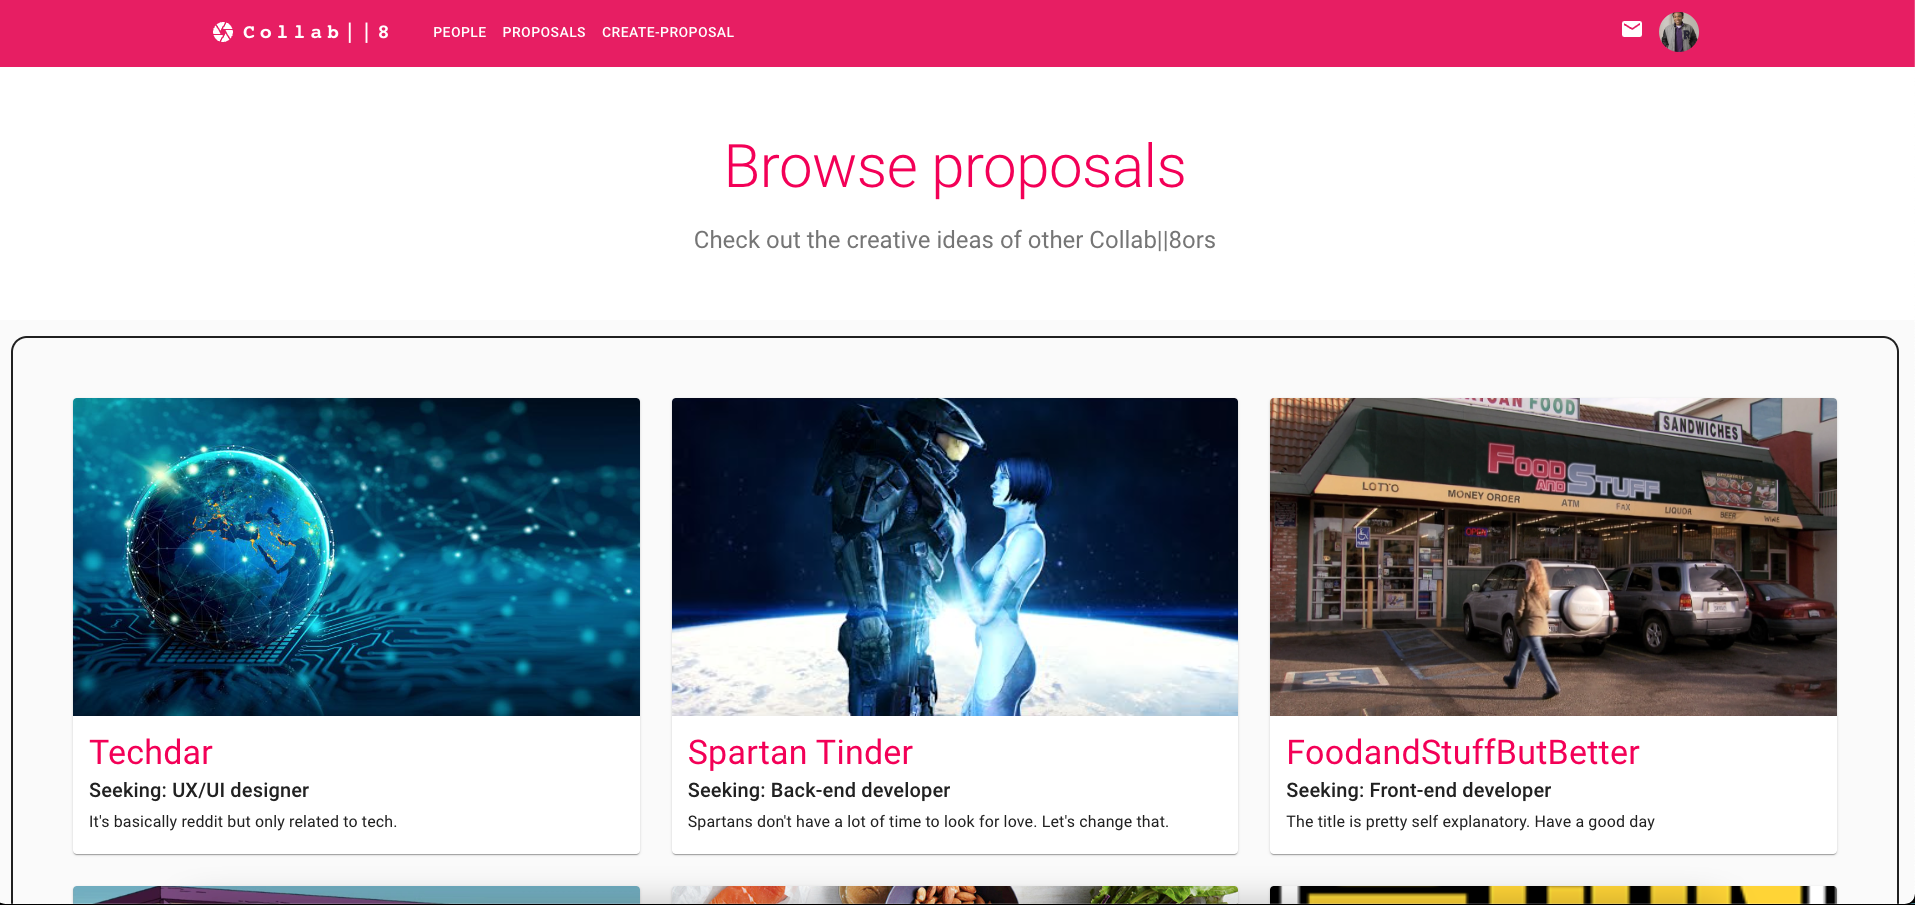 Collab||8 PEOPLE PROPOSALS CREATE-PROPOSAL
Browse proposals
Check out the creative ideas of other Collab||8ors
FOOD
SANDWICHES
FOOD
AND STUFF
LOTTO MONEY ORDER ATM FAX LIQUOR BEER WINE
OPEN
Techdar
Seeking: UX/UI designer
It's basically reddit but only related to tech.
Spartan Tinder
Seeking: Back-end developer
Spartans don't have a lot of time to look for love. Let's change that.
FoodandStuffButBetter
Seeking: Front-end developer
The title is pretty self explanatory. Have a good day